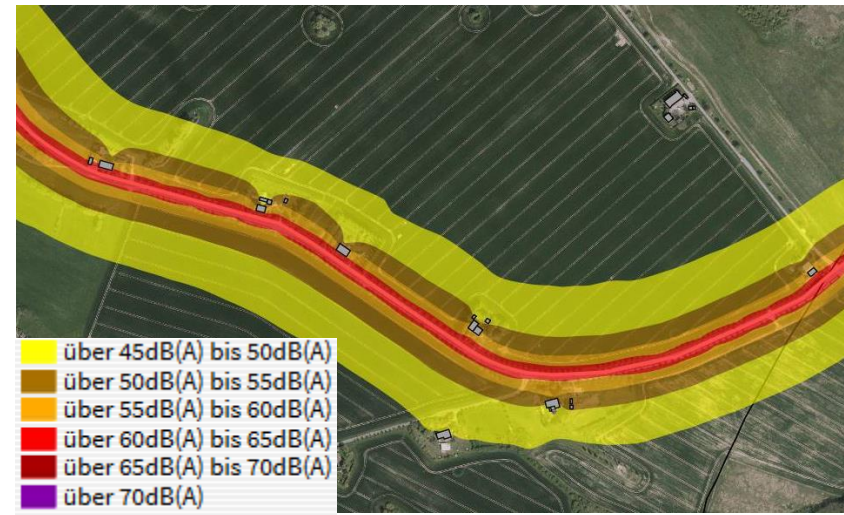 über 45dB(A) bis 50dB(A)
über 50dB(A) bis 55dB(A)
über 55dB(A) bis 60dB(A)
über 60dB(A) bis 65dB(A)
über 65dB(A) bis 70dB(A)
über 70dB(A)